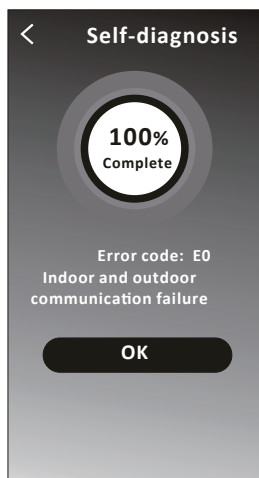 Self-diagnosis
100%
Complete
Error code: E0
Indoor and outdoor
communication failure
OK